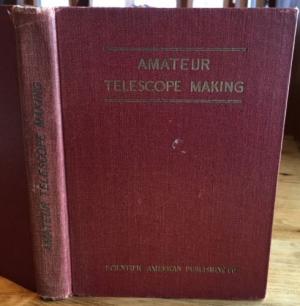 AMATEUR
TELESCOPE MAKING
SCIENTIFIC AMERICAN PUBLISHING CO
AMATEUR TELESCOPE MAKING